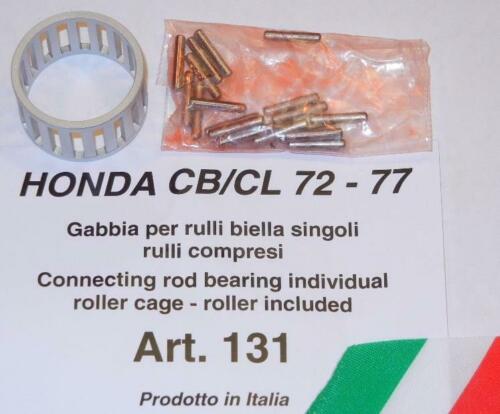 HONDA CB/CL 72 - 77
Gabbia per rulli biella singoli
rulli compresi
Connecting rod bearing individual
roller cage - roller included
Art. 131
Prodotto in Italia